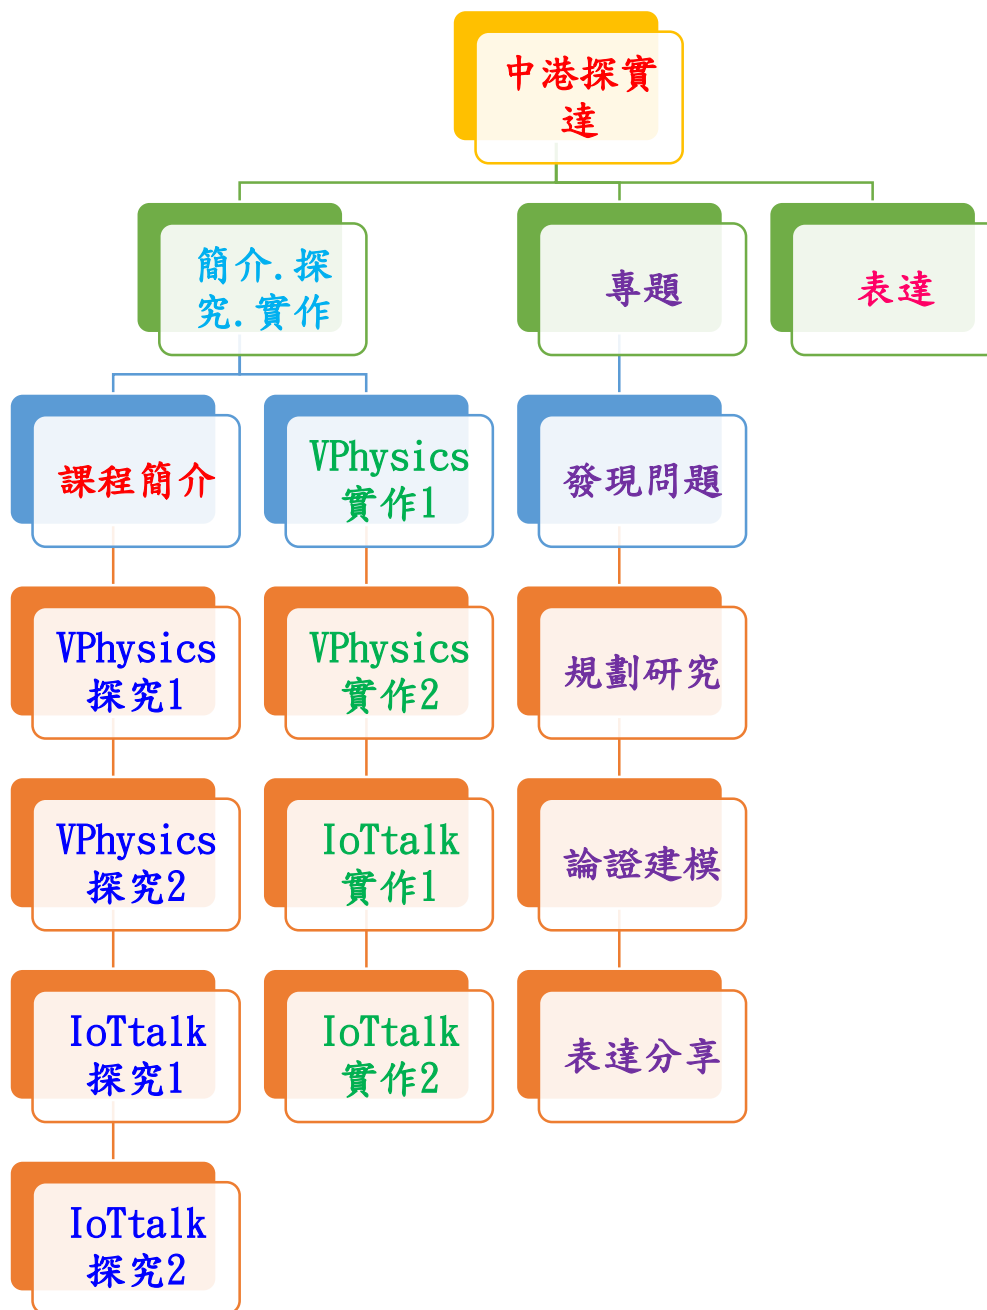 中港探實
達
簡介.探
究.實作
專題
表達
課程簡介
VPhysics
實作1
發現問題
VPhysics
探究1
VPhysics
實作2
規劃研究
VPhysics
探究2
IoTtalk
實作1
論證建模
IoTtalk
探究1
IoTtalk
實作2
表達分享
IoTtalk
探究2